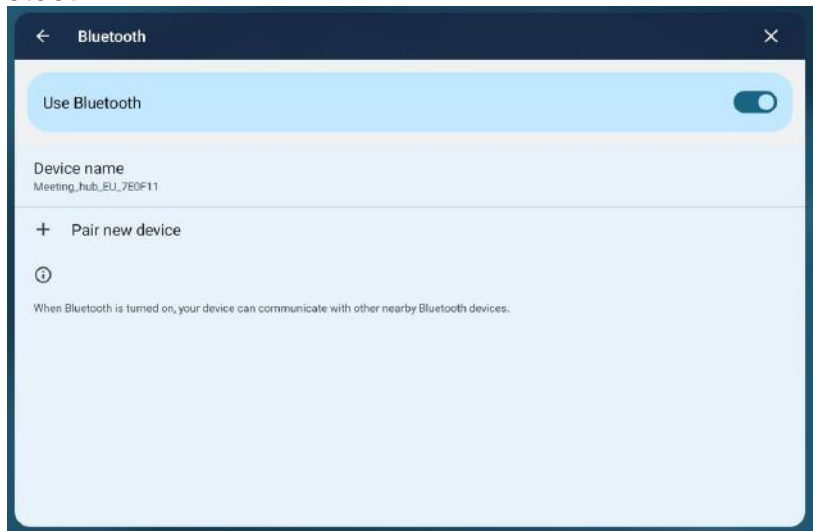 Bluetooth
Use Bluetooth
Device name
Meeting_hub_EU_7E0F11
Pair new device
When Bluetooth is turned on, your device can communicate with other nearby Bluetooth devices.